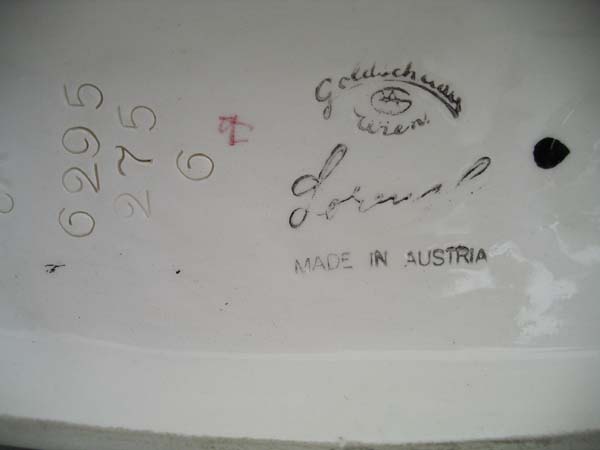 Goldscheider
Wien
Lorenzl
MADE IN AUSTRIA
6295
275
6